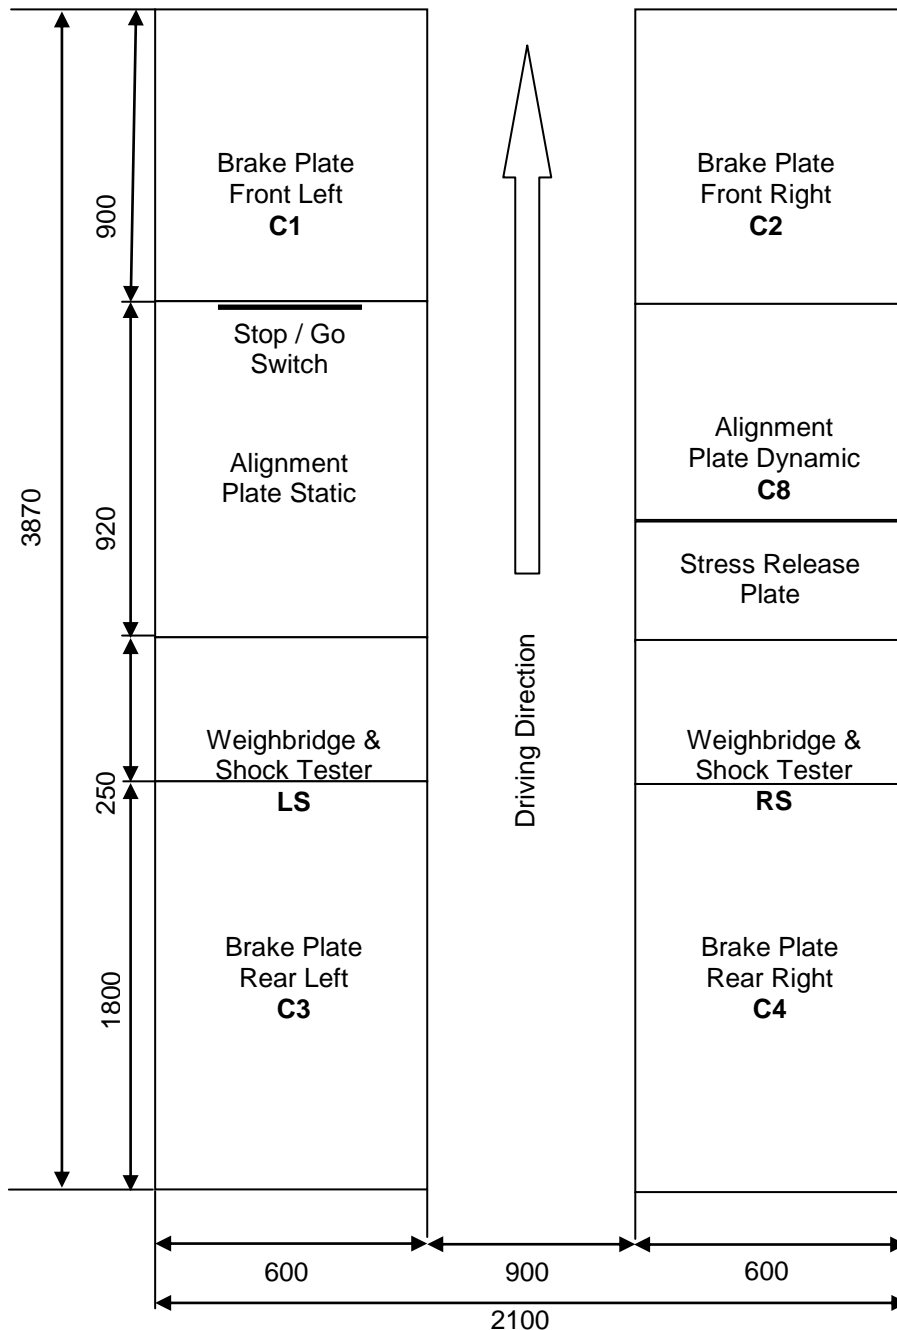 Brake Plate
Front Left
C1
Brake Plate
Front Right
C2
900
Stop / Go
Switch
Alignment
Plate Static
Alignment
Plate Dynamic
C8
3870
920
Stress Release
Plate
Driving Direction
Weighbridge &
Shock Tester
LS
Weighbridge &
Shock Tester
RS
250
Brake Plate
Rear Left
C3
Brake Plate
Rear Right
C4
1800
600
900
600
2100